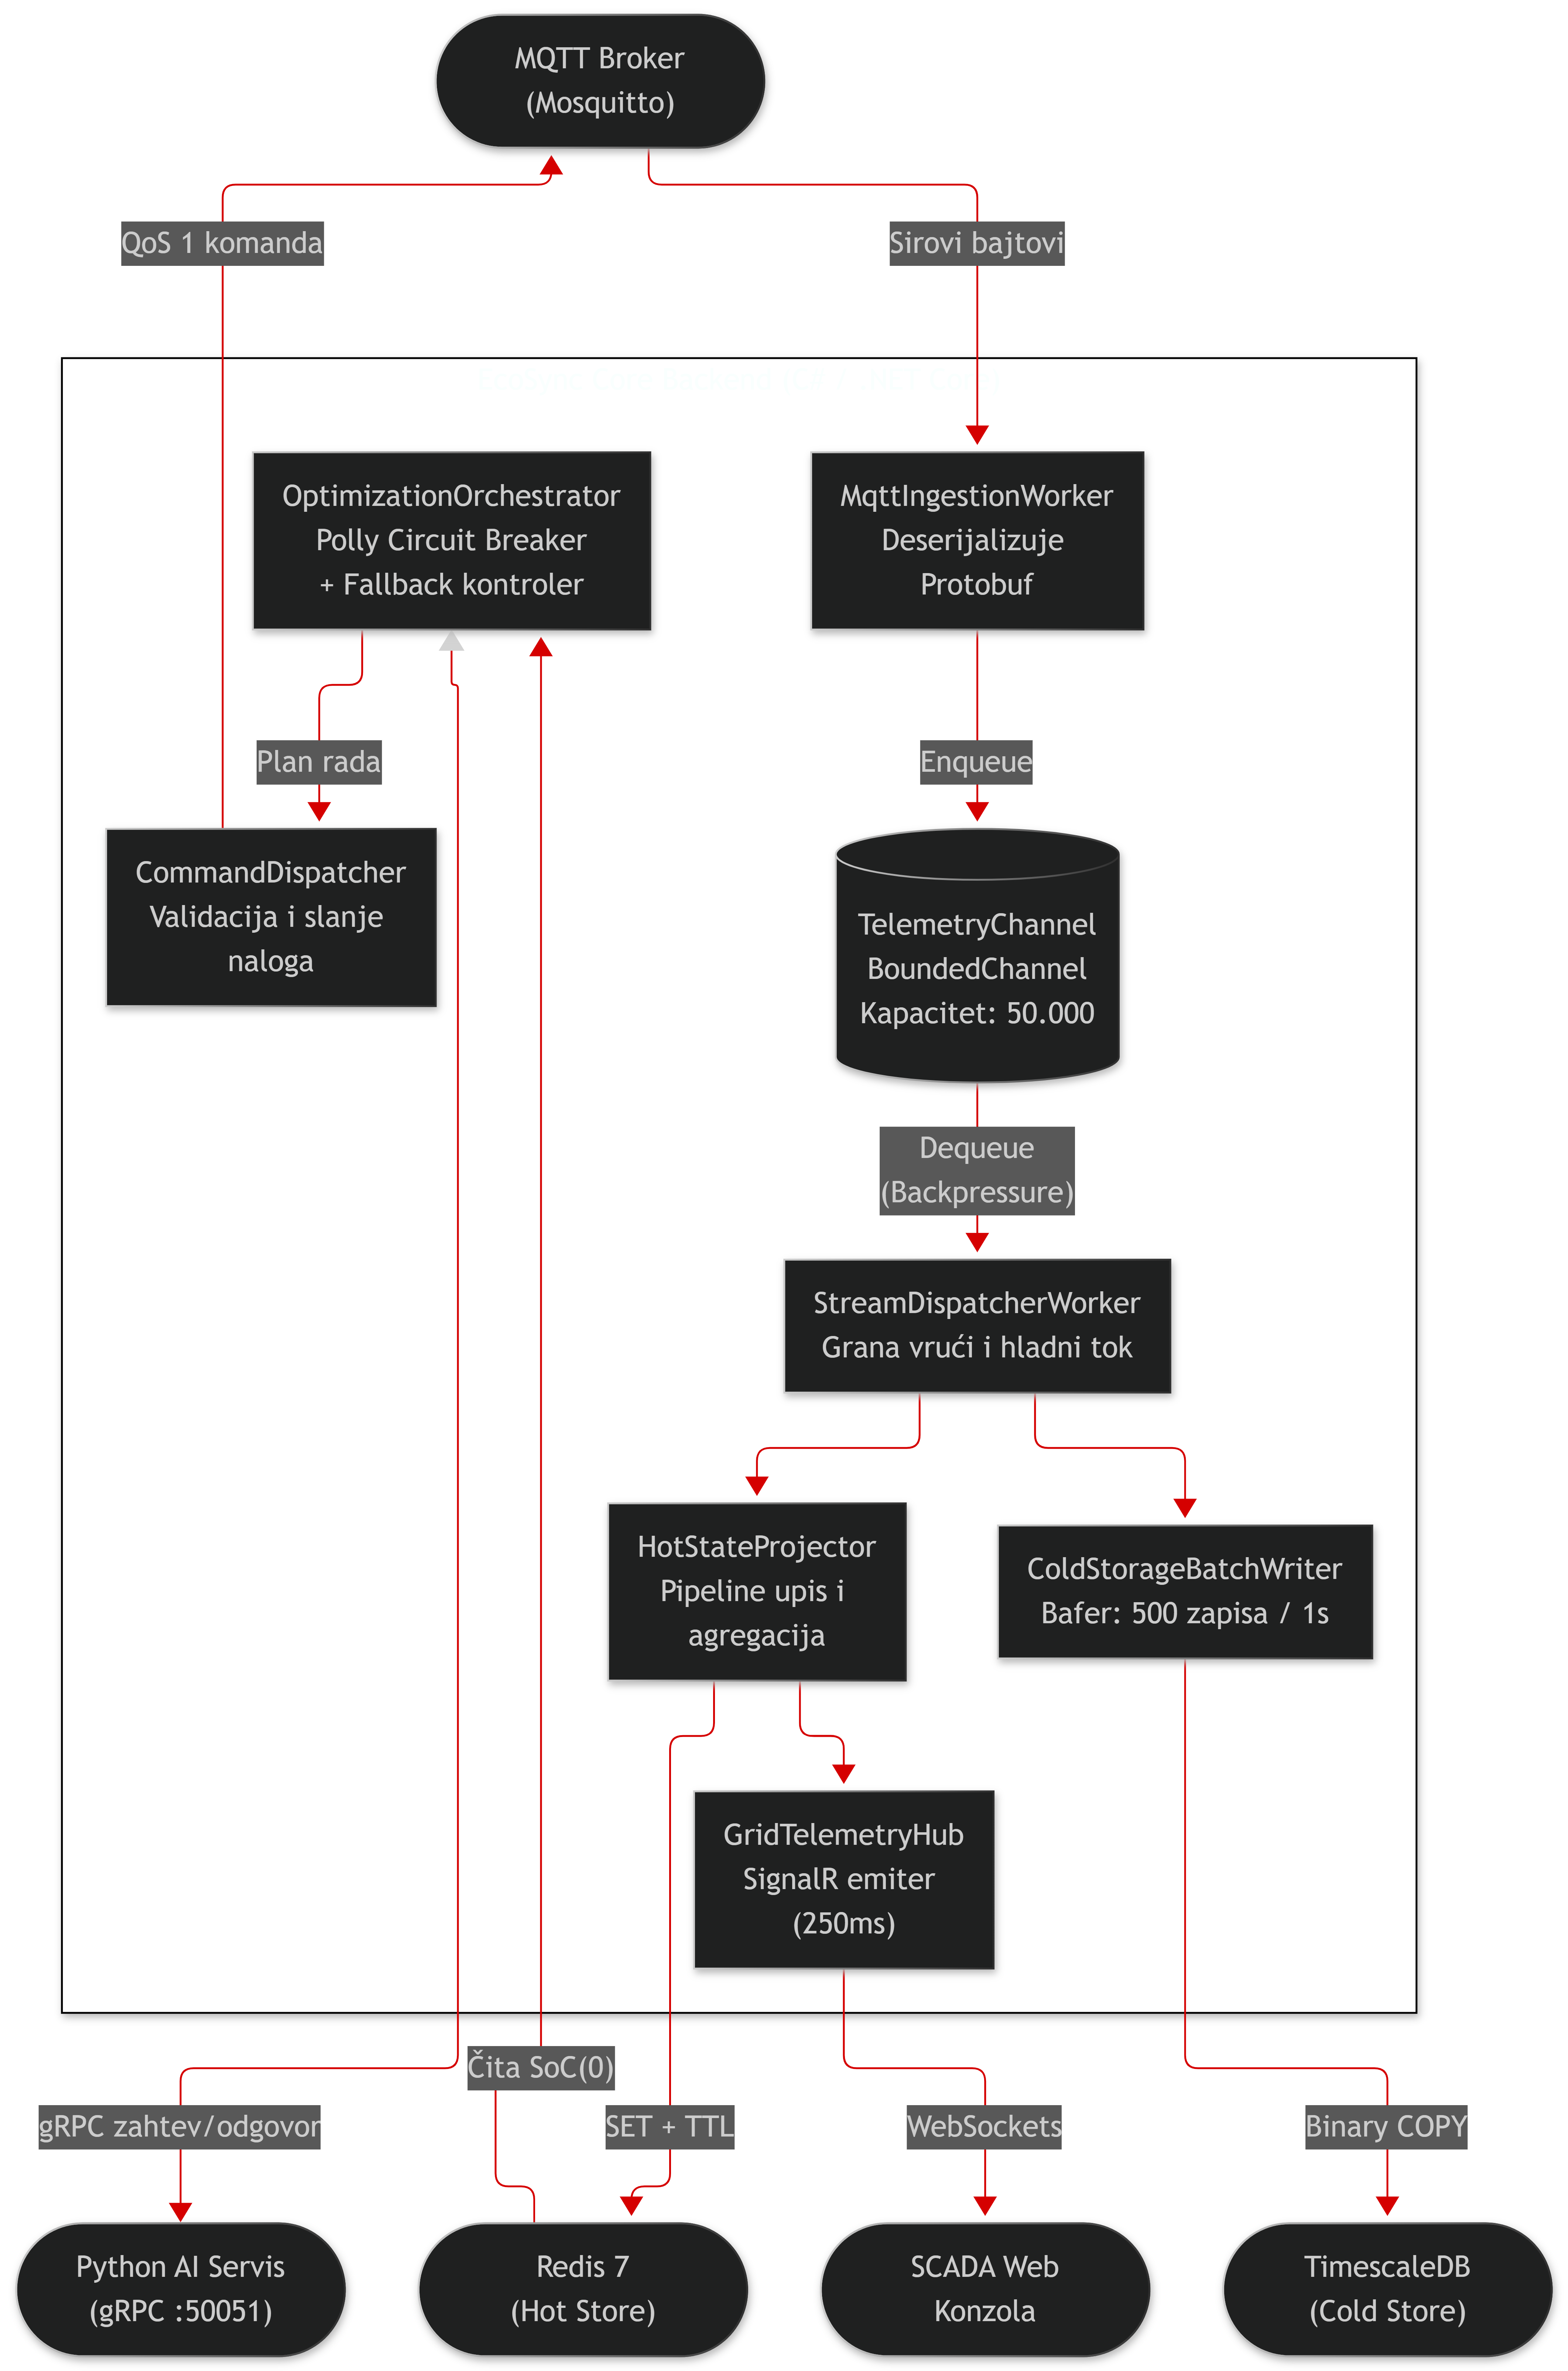 MQTT Broker
(Mosquitto)
QoS 1 komanda
Sirovi bajtovi
OptimizationOrchestrator
Polly Circuit Breaker
+ Fallback kontroler
MqttIngestionWorker
Deserijalizuje
Protobuf
Plan rada
Enqueue
CommandDispatcher
Validacija i slanje
naloga
TelemetryChannel
BoundedChannel
Kapacitet: 50.000
Dequeue
(Backpressure)
StreamDispatcherWorker
Grana vrući i hladni tok
HotStateProjector
Pipeline upis i
agregacija
ColdStorageBatchWriter
Bafer: 500 zapisa / 1s
GridTelemetryHub
SignalR emiter
(250ms)
Čita SoC(0)
gRPC zahtev/odgovor
SET + TTL
WebSockets
Binary COPY
Python AI Servis
(gRPC :50051)
Redis 7
(Hot Store)
SCADA Web
Konzola
TimescaleDB
(Cold Store)